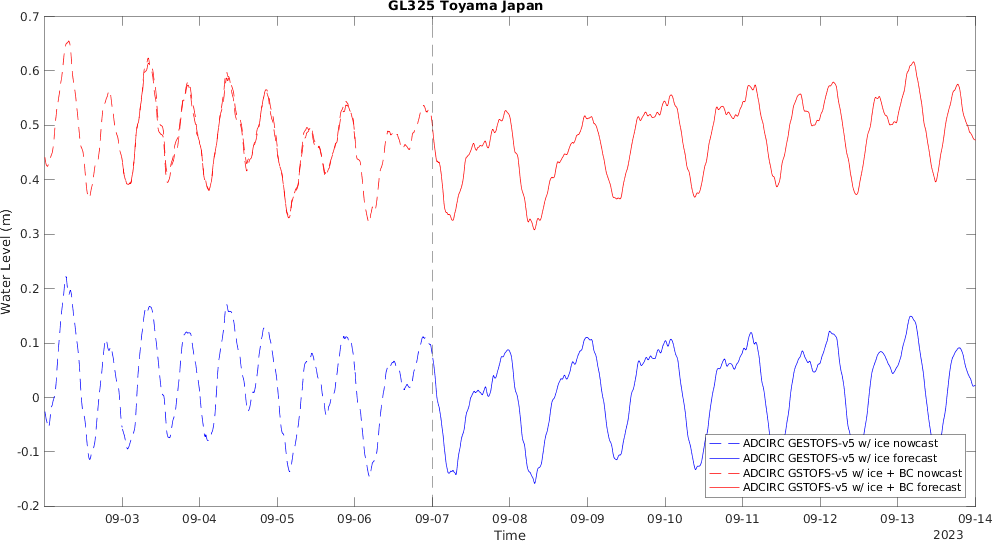 GL325 Toyama Japan
0.7
0.6
0.5
0.4
0.3
0.2
0.1
0
-0.1
-0.2
Water Level (m)
ADCIRC GESTOFS-v5 w/ ice nowcast
ADCIRC GESTOFS-v5 w/ ice forecast
ADCIRC GSTOFS-v5 w/ ice + BC nowcast
ADCIRC GSTOFS-v5 w/ ice + BC forecast
09-03 09-04 09-05 09-06 09-07 09-08 09-09 09-10 09-11 09-12 09-13 09-14
Time
2023